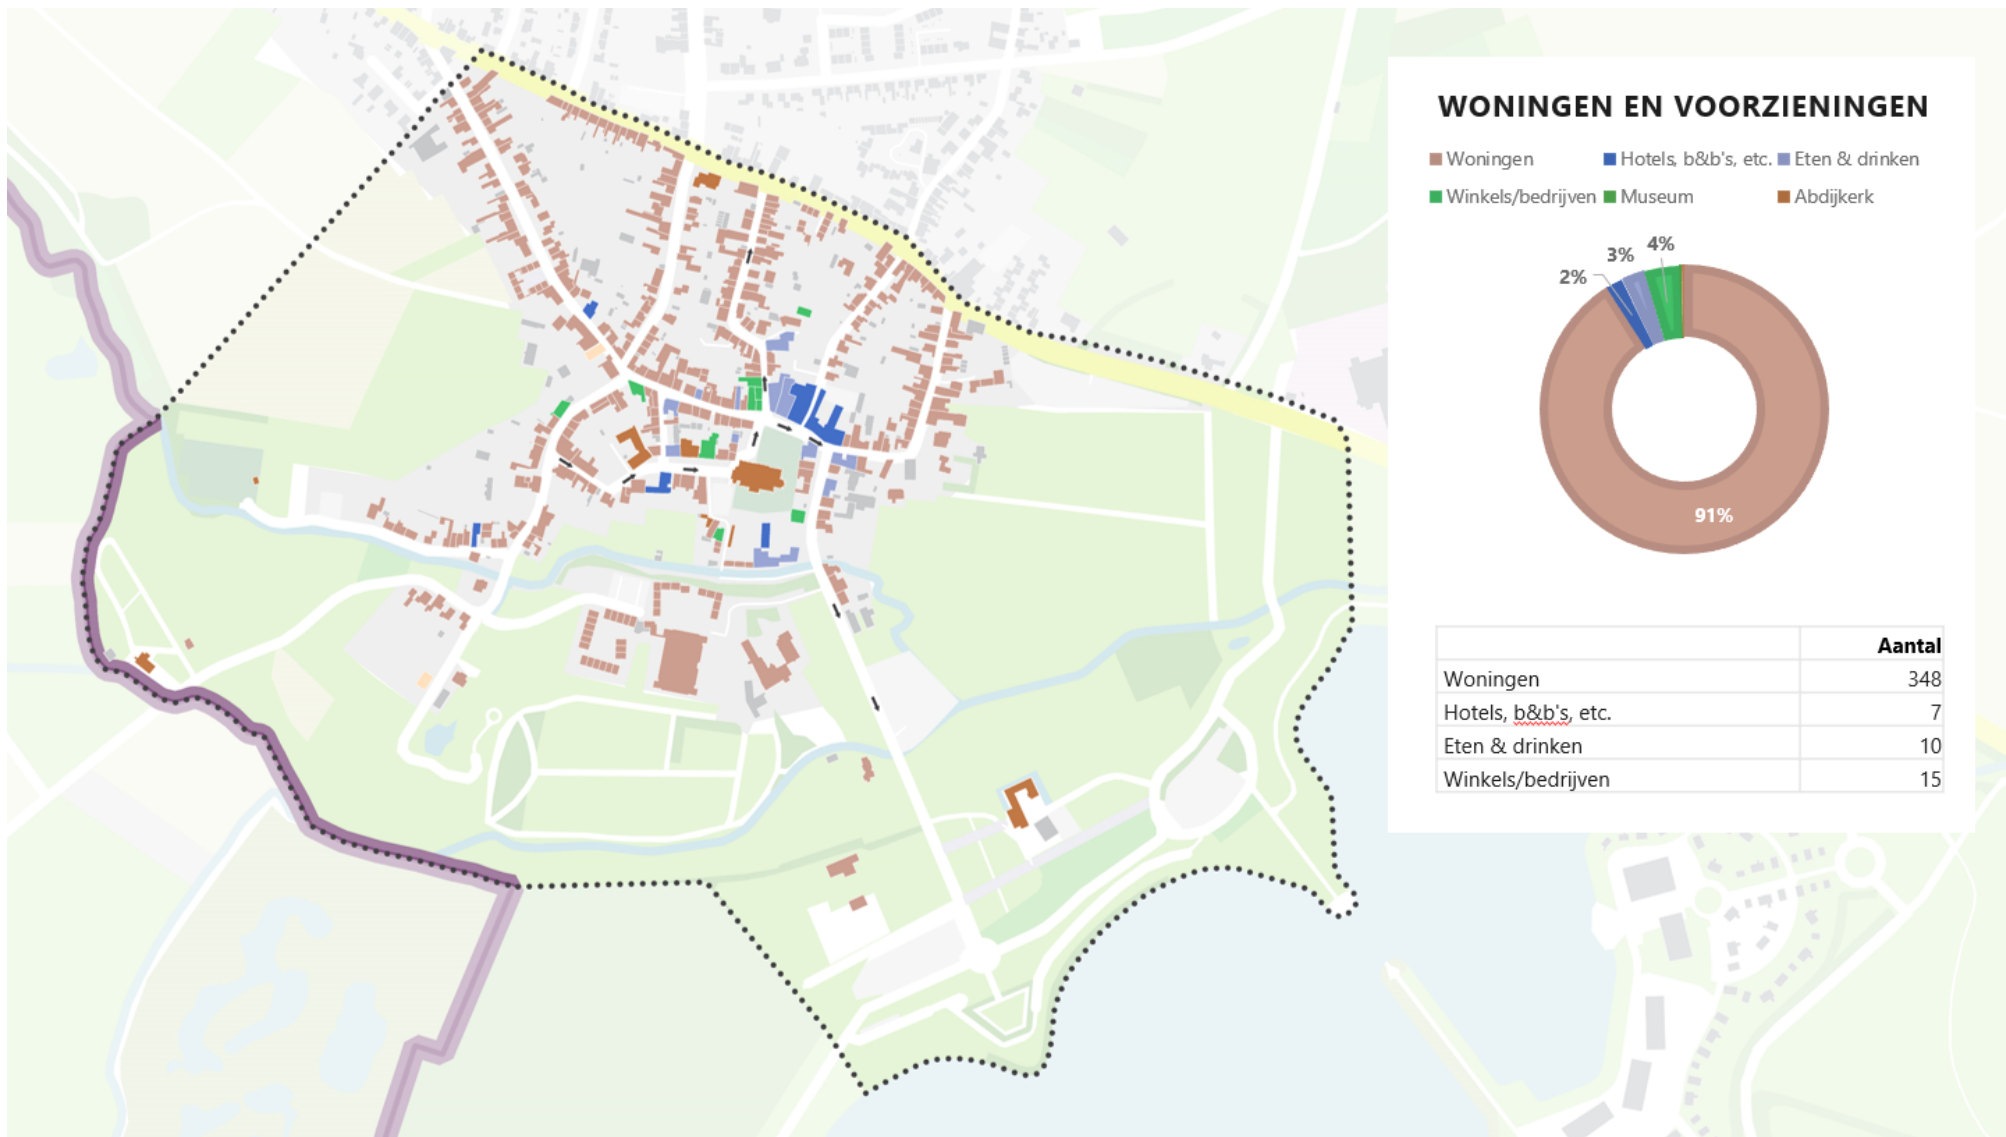 WONINGEN EN VOORZIENINGEN
Woningen Hotels, b&b's, etc. Eten & drinken
Winkels/bedrijven Museum Abdijkerk
4%
3%
2%
91%
Aantal
Woningen 348
Hotels, b&b's, etc. 7
Eten & drinken 10
Winkels/bedrijven 15